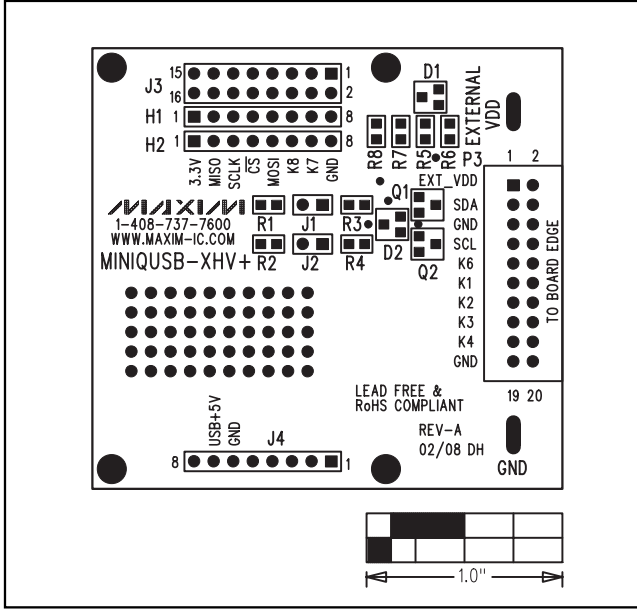 J3
15
1
16
2
H1
1
8
H2
1
8
3.3V
MISO
SCLK
CS
MOSI
K8
K7
GND
D1
EXTERNAL
VDD
R8
R7
R5
R6
P3
1 2
MAXIM
1-408-737-7600
WWW.MAXIM-IC.COM
MINIQUSB-XHV+
R1
J1
R3
R2
J2
R4
Q1
D2
Q2
EXT_VDD
SDA
GND
SCL
K6
K1
K2
K3
K4
GND
TO BOARD EDGE
19 20
LEAD FREE &
RoHS COMPLIANT
REV-A
02/08 DH
GND
USB+5V
GND
J4
8
1
1.0"